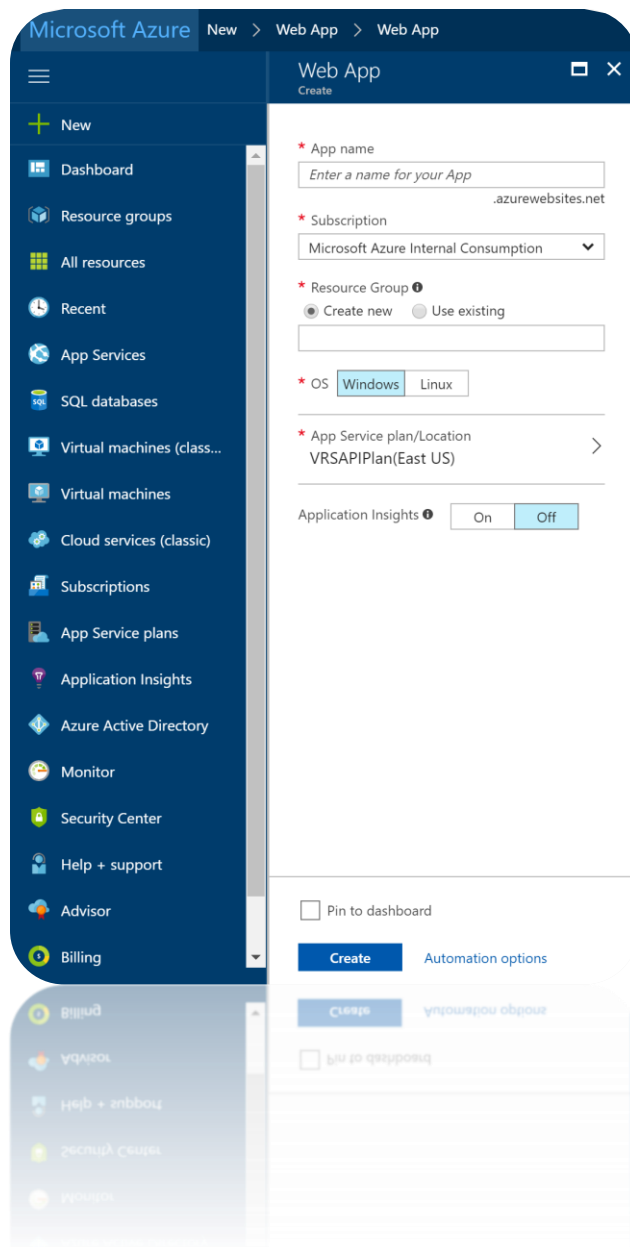 Microsoft Azure New > Web App > Web App
Web App
Create
New
Dashboard
Resource groups
All resources
Recent
App Services
SQL databases
Virtual machines (class...
Virtual machines
Cloud services (classic)
Subscriptions
App Service plans
Application Insights
Azure Active Directory
Monitor
Security Center
Help + support
Advisor
Billing
* App name
Enter a name for your App
.azurewebsites.net
* Subscription
Microsoft Azure Internal Consumption
* Resource Group
Create new Use existing
* OS Windows Linux
* App Service plan/Location
VRSAPIPlan(East US)
Application Insights On Off
Pin to dashboard
Create Automation options